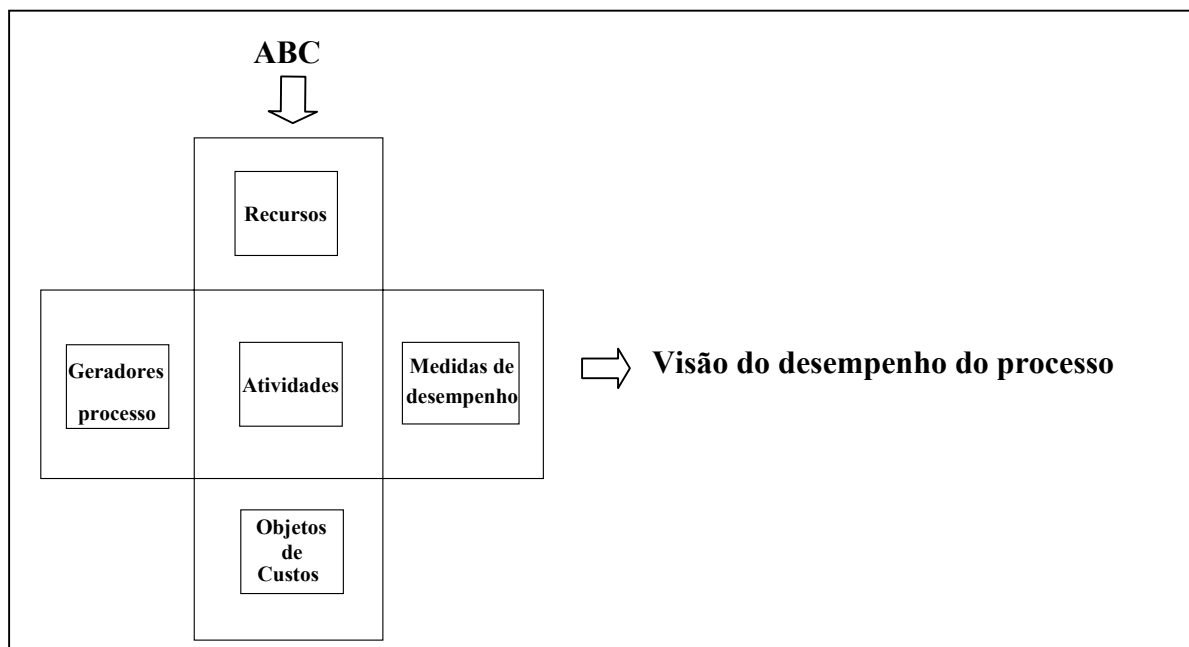 ABC
Recursos
Geradores
processo
Atividades
Medidas de
desempenho
Visão do desempenho do processo
Objetos
de
Custos